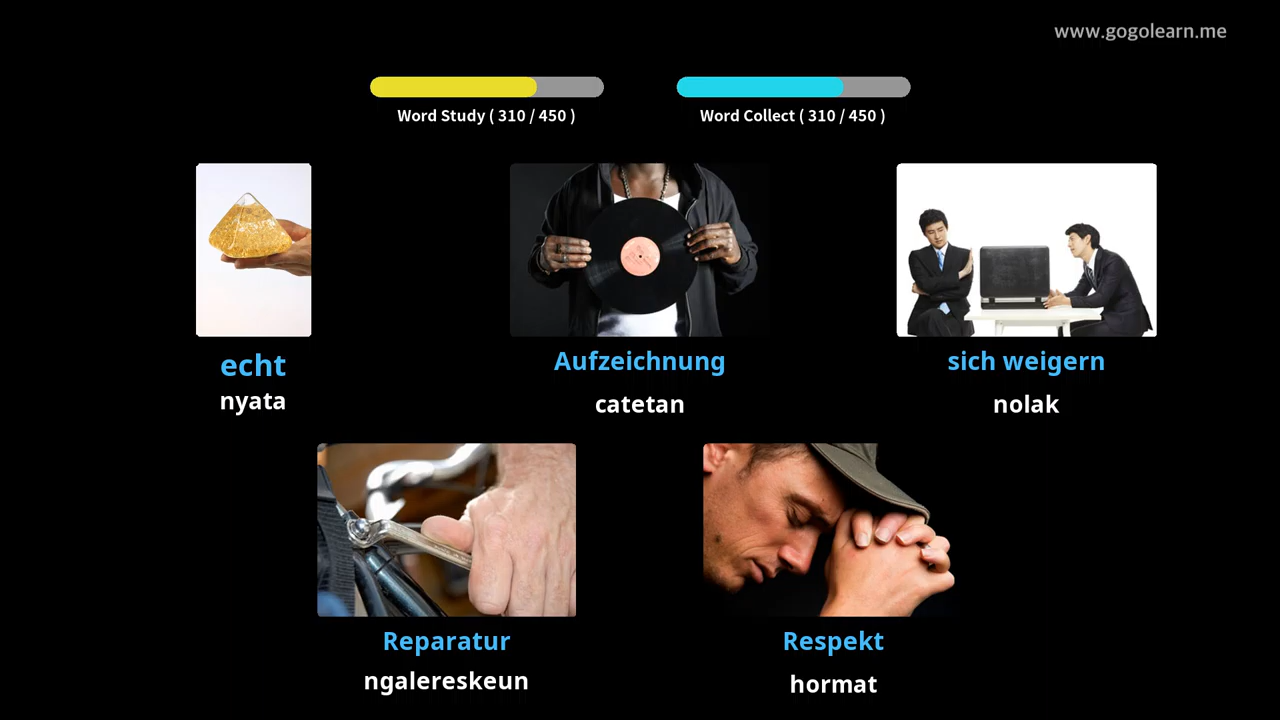 www.gogolearn.me
Word Study ( 310 / 450 )
Word Collect ( 310 / 450 )
echt
nyata
Aufzeichnung
catetan
sich weigern
nolak
Reparatur
ngalereskeun
Respekt
hormat